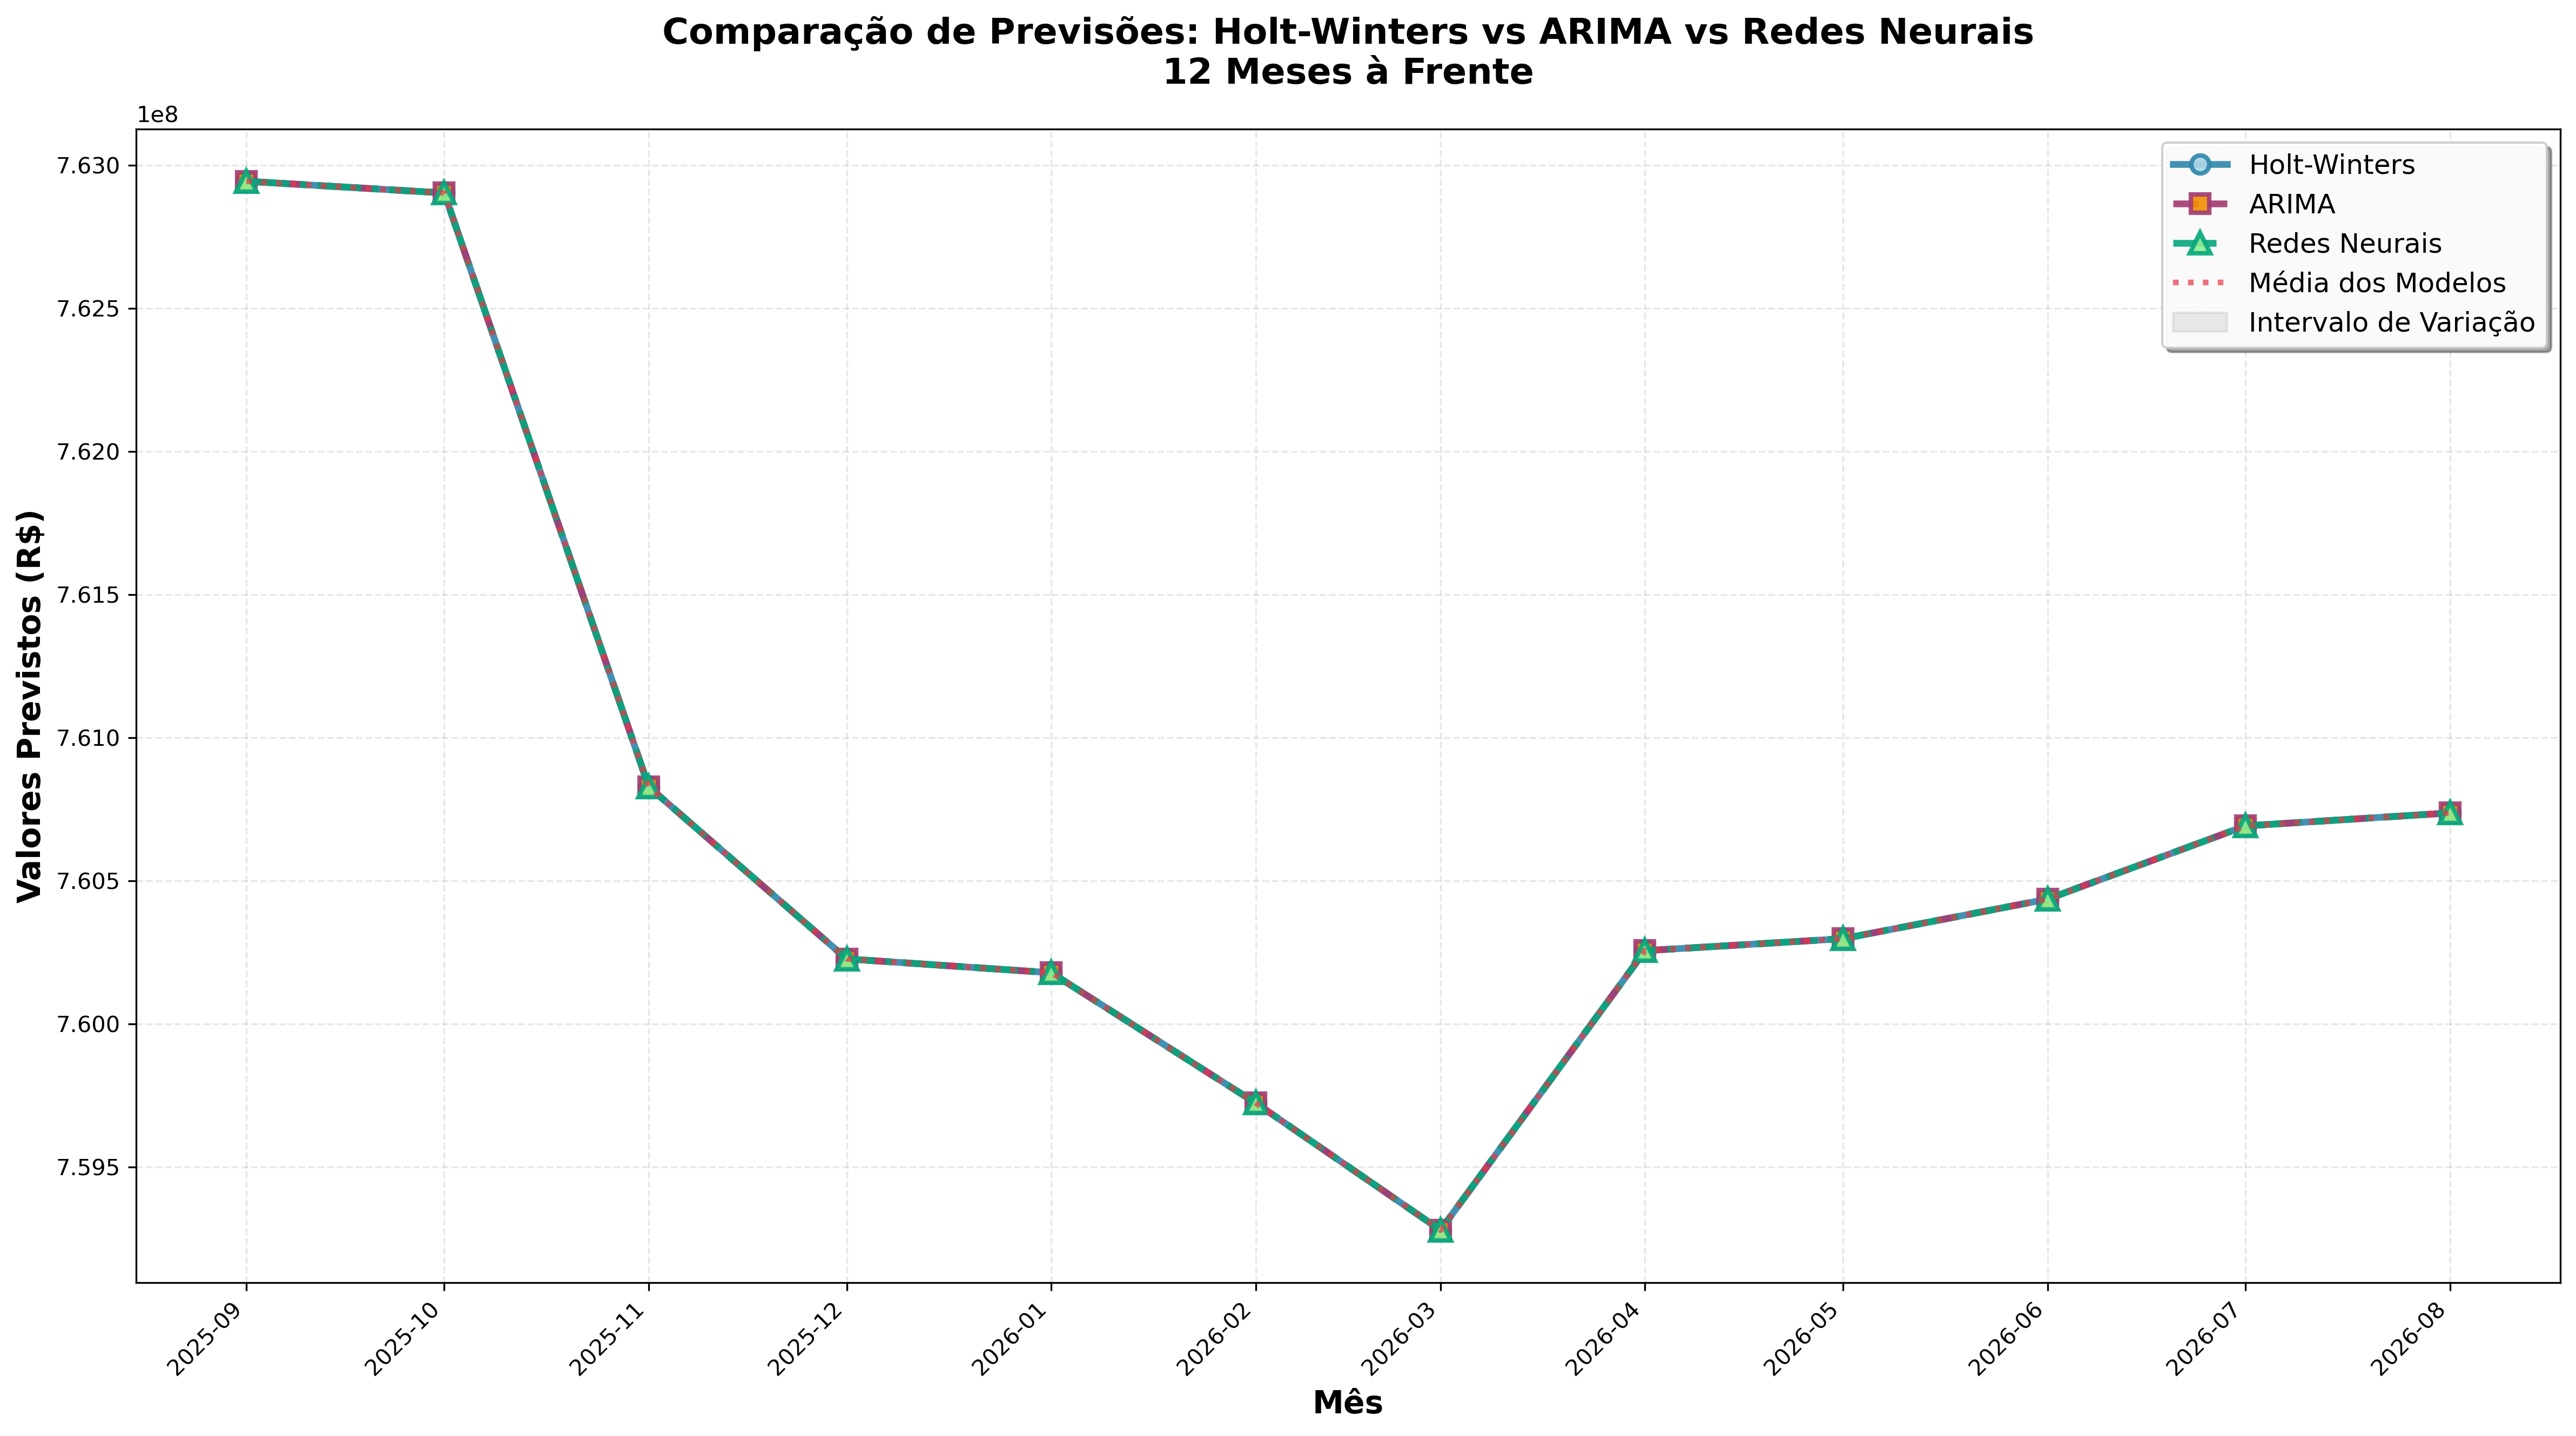 Comparação de Previsões: Holt-Winters vs ARIMA vs Redes Neurais
12 Meses à Frente
1e8
7.630
7.625
7.620
7.615
7.610
7.605
7.600
7.595
Valores Previstos (R$)
Holt-Winters
ARIMA
Redes Neurais
Média dos Modelos
Intervalo de Variação
2025-09
2025-10
2025-11
2025-12
2026-01
2026-02
2026-03
2026-04
2026-05
2026-06
2026-07
2026-08
Mês